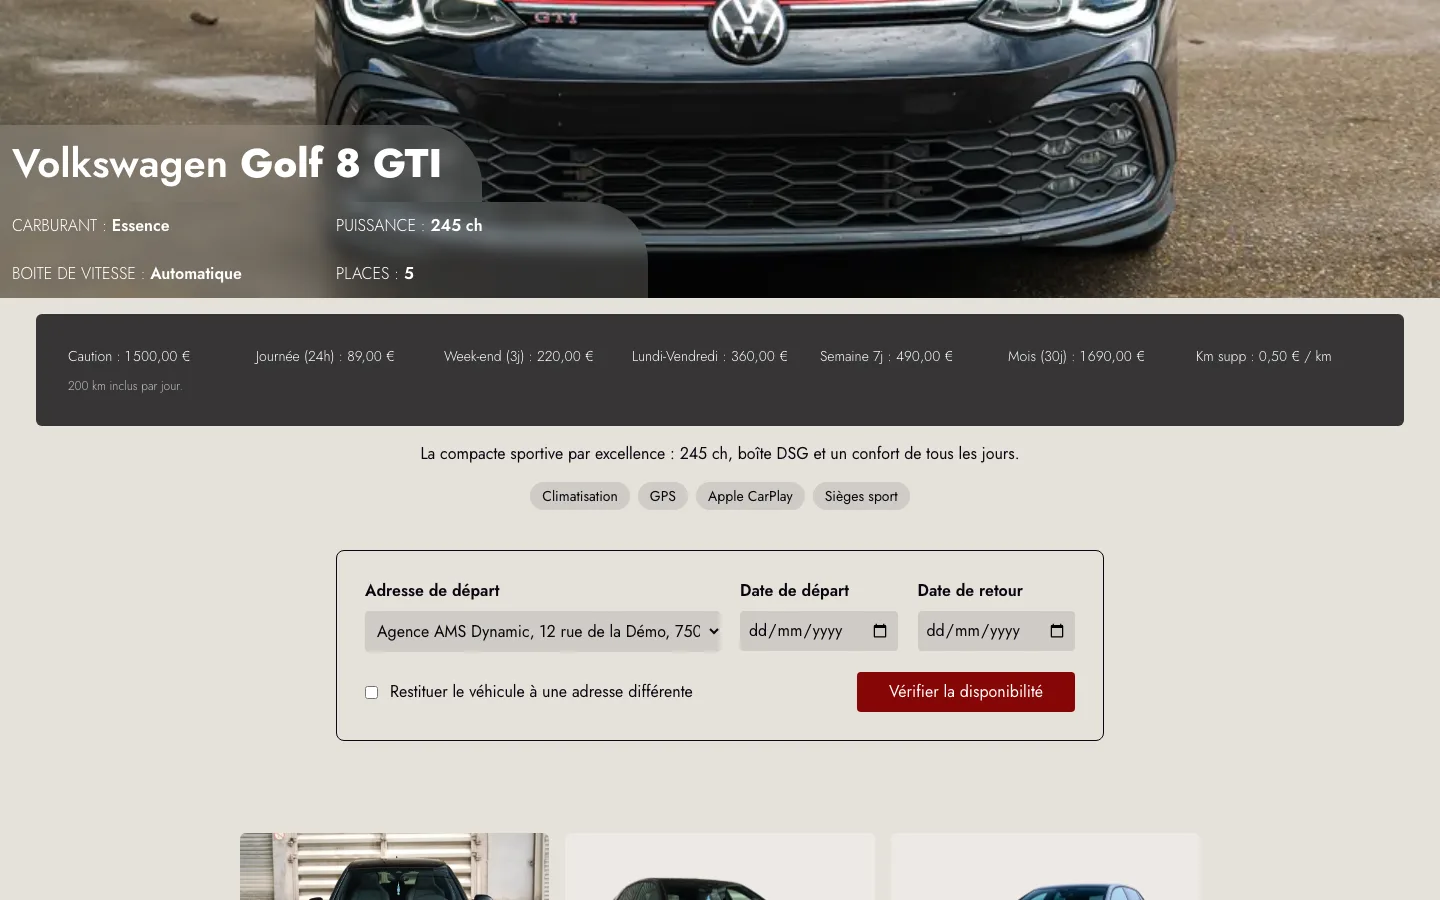 GTI
Volkswagen Golf 8 GTI
CARBURANT : Essence
PUISSANCE : 245 ch
BOITE DE VITESSE : Automatique
PLACES : 5
Caution : 1 500,00 €
Journée (24h) : 89,00 €
Week-end (3j) : 220,00 €
Lundi-Vendredi : 360,00 €
Semaine 7j : 490,00 €
Mois (30j) : 1 690,00 €
Km supp : 0,50 € / km
200 km inclus par jour.
La compacte sportive par excellence : 245 ch, boîte DSG et un confort de tous les jours.
Climatisation
GPS
Apple CarPlay
Sièges sport
Adresse de départ
Date de départ
Date de retour
Agence AMS Dynamic, 12 rue de la Démo, 750
dd/mm/yyyy
dd/mm/yyyy
Restituer le véhicule à une adresse différente
Vérifier la disponibilité